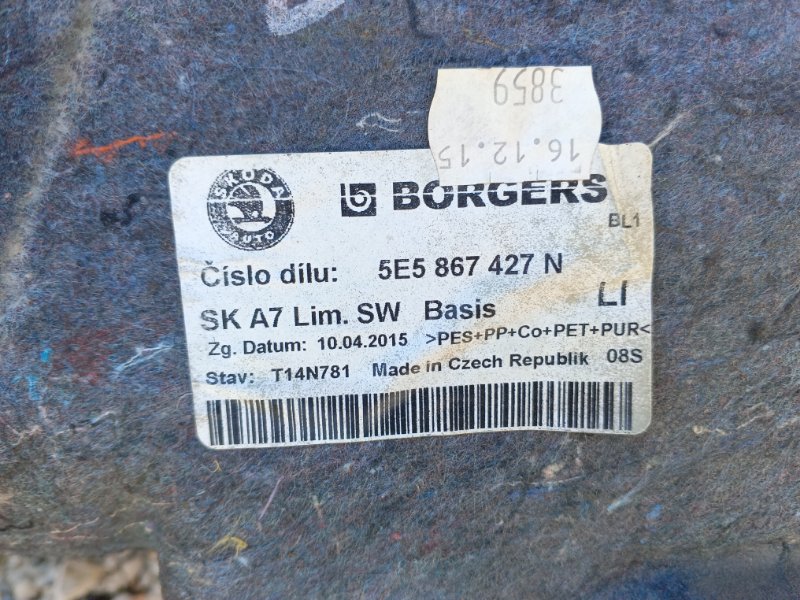 3859
16.12.15
ŠKODA
AUTO
BORGERS
BL1
Číslo dílu: 5E5 867 427 N
SK A7 Lim. SW Basis LI
Zg. Datum: 10.04.2015 >PES+PP+Co+PET+PUR<
Stav: T14N781 Made in Czech Republik 08S